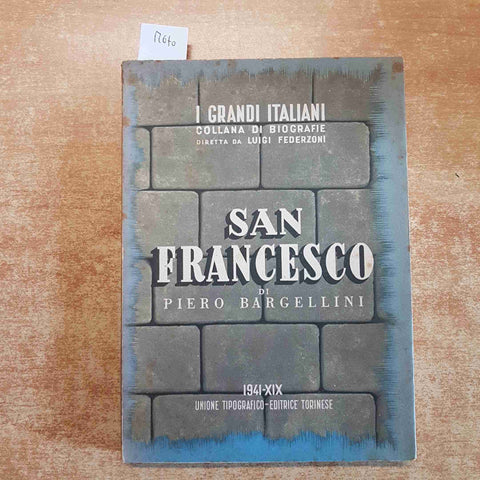 I GRANDI ITALIANI
COLLANA DI BIOGRAFIE
DIRETTA DA LUIGI FEDERZONI
SAN
FRANCESCO
DI
PIERO BARGELLINI
1941-XIX
UNIONE TIPOGRAFICO-EDITRICE TORINESE